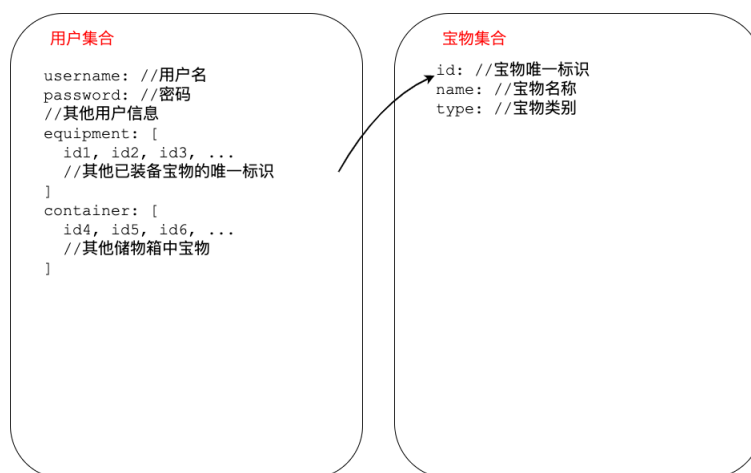 用户集合
username: //用户名
password: //密码
//其他用户信息
equipment: [
id1, id2, id3, ...
//其他已装备宝物的唯一标识
]
container: [
id4, id5, id6, ...
//其他储物箱中宝物
]
宝物集合
id: //宝物唯一标识
name: //宝物名称
type: //宝物类别